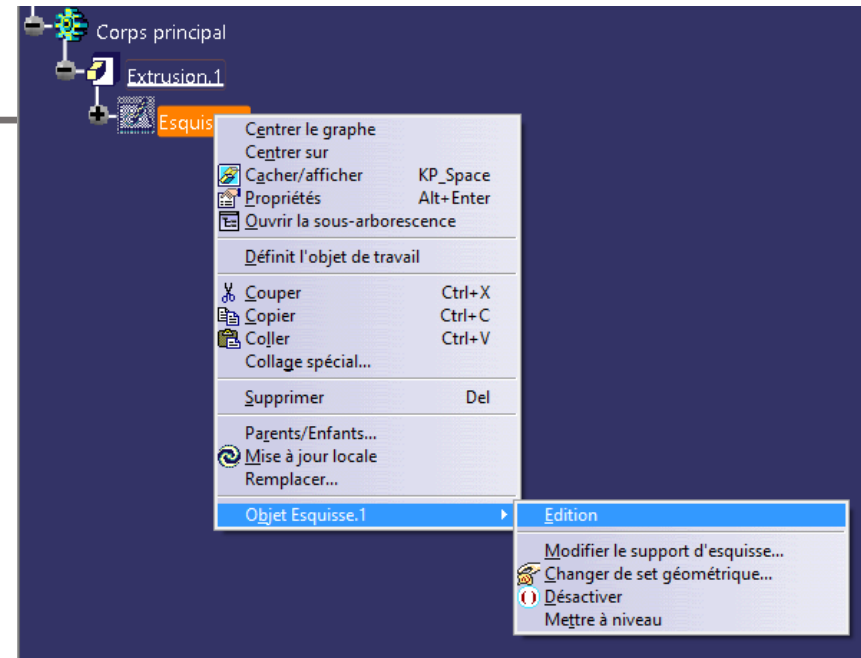 Corps principal
Extrusion.1
Esquis
Centrer le graphe
Centrer sur
Cacher/afficher KP_Space
Propriétés Alt+Enter
Ouvrir la sous-arborescence
Définit l'objet de travail
Couper Ctrl+X
Copier Ctrl+C
Coller Ctrl+V
Collage spécial...
Supprimer Del
Parents/Enfants...
Mise à jour locale
Remplacer...
Objet Esquisse.1
Edition
Modifier le support d'esquisse...
Changer de set géométrique...
Désactiver
Mettre à niveau